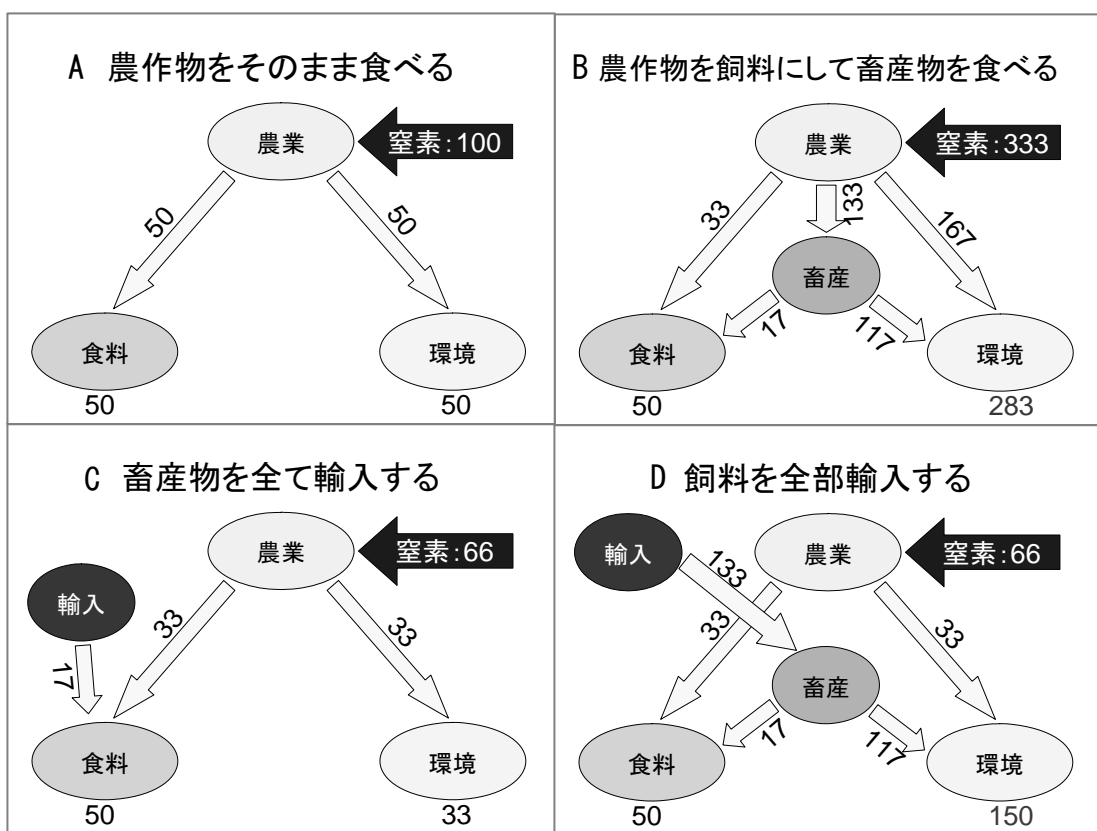 A 農作物をそのまま食べる
農業
窒素:100
50
50
食料
環境
50
50
B 農作物を飼料にして畜産物を食べる
農業
窒素:333
33
133
167
畜産
17
117
食料
環境
50
283
C 畜産物を全て輸入する
農業
窒素:66
輸入
33
33
17
食料
環境
50
33
D 飼料を全部輸入する
輸入
農業
窒素:66
133
33
33
畜産
17
117
食料
環境
50
150